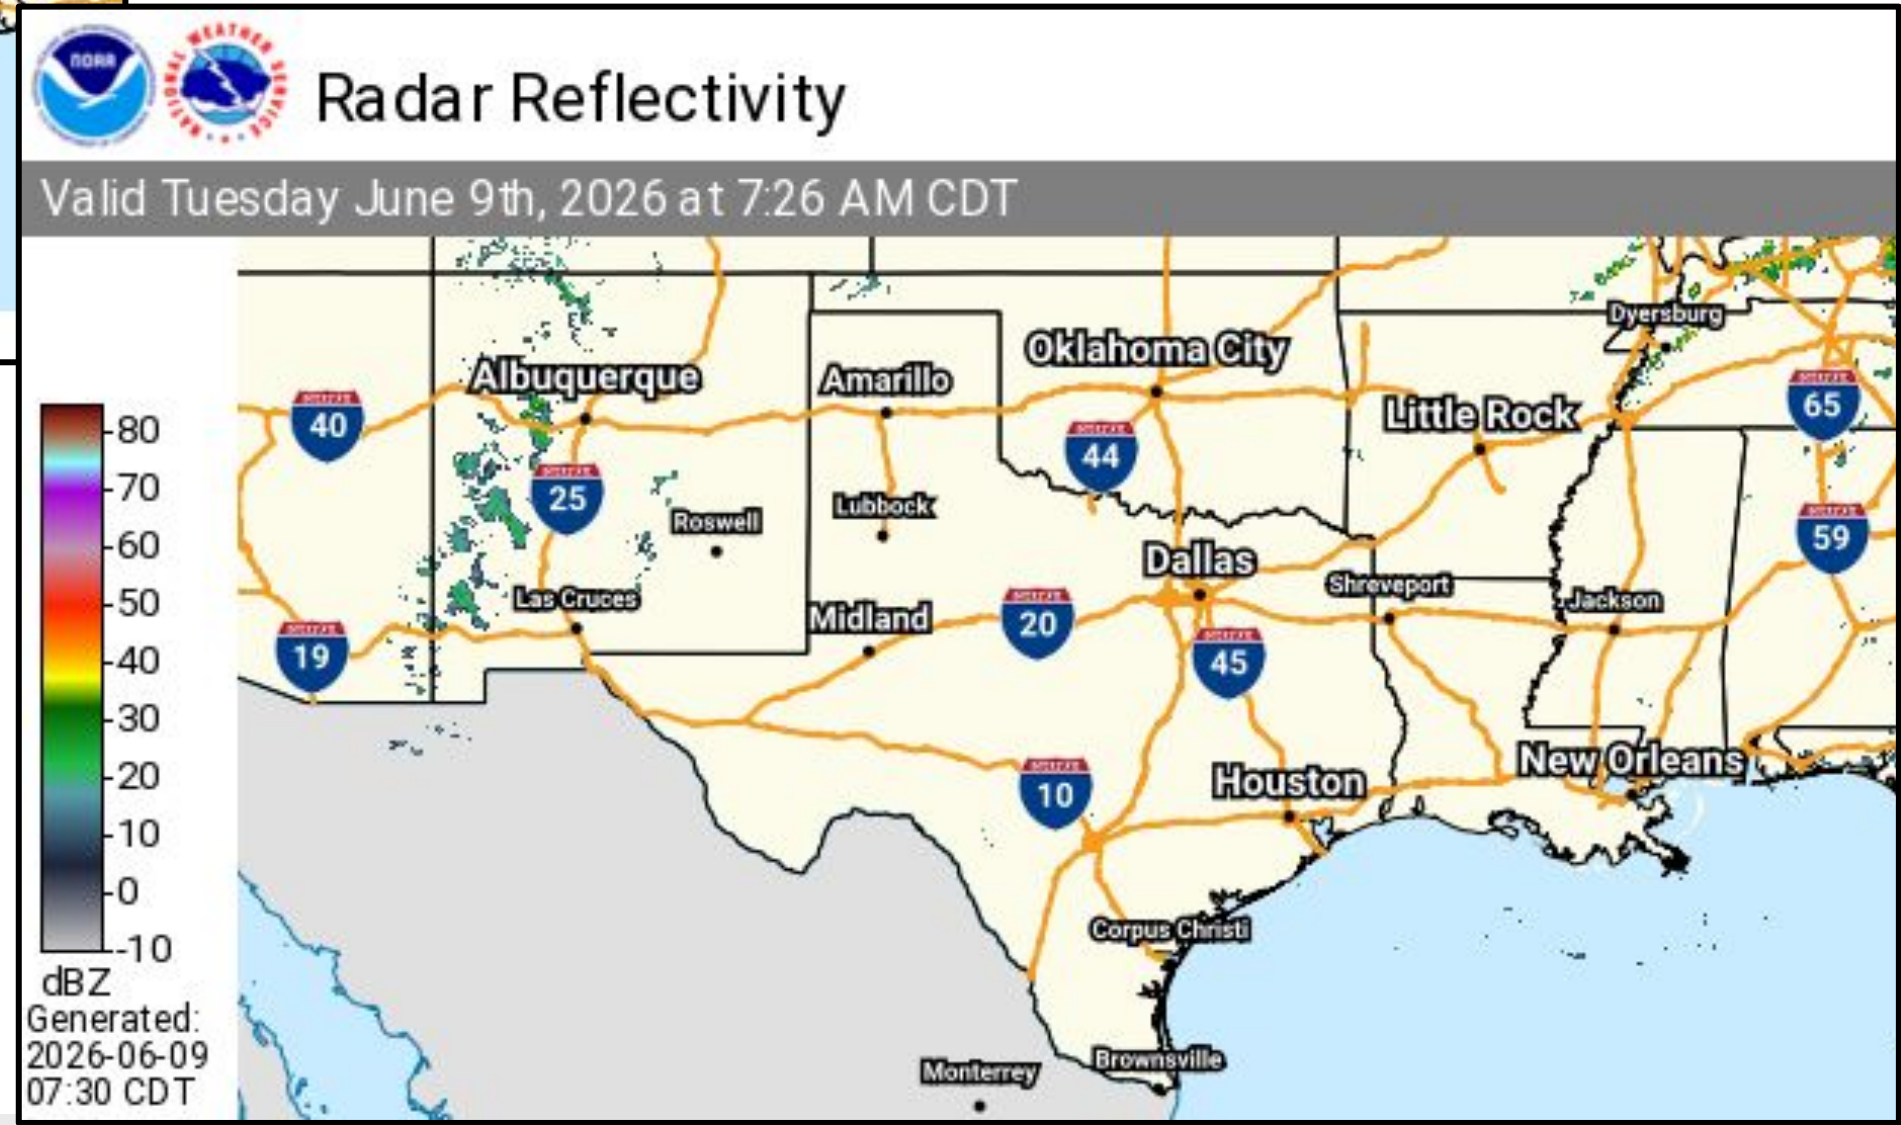 NOAA
NATIONAL WEATHER SERVICE
Radar Reflectivity
Valid Tuesday June 9th, 2026 at 7:26 AM CDT
Dyersburg
Oklahoma City
Albuquerque
Amarillo
40
65
Little Rock
80
44
70
25
Lubbock
Roswell
59
60
Dallas
Shreveport
50
Las Cruces
Jackson
Midland
20
40
19
45
30
New Orleans
20
Houston
10
10
0
Corpus Christi
-10
dBZ
Generated:
2026-06-09
07:30 CDT
Brownsville
Monterrey